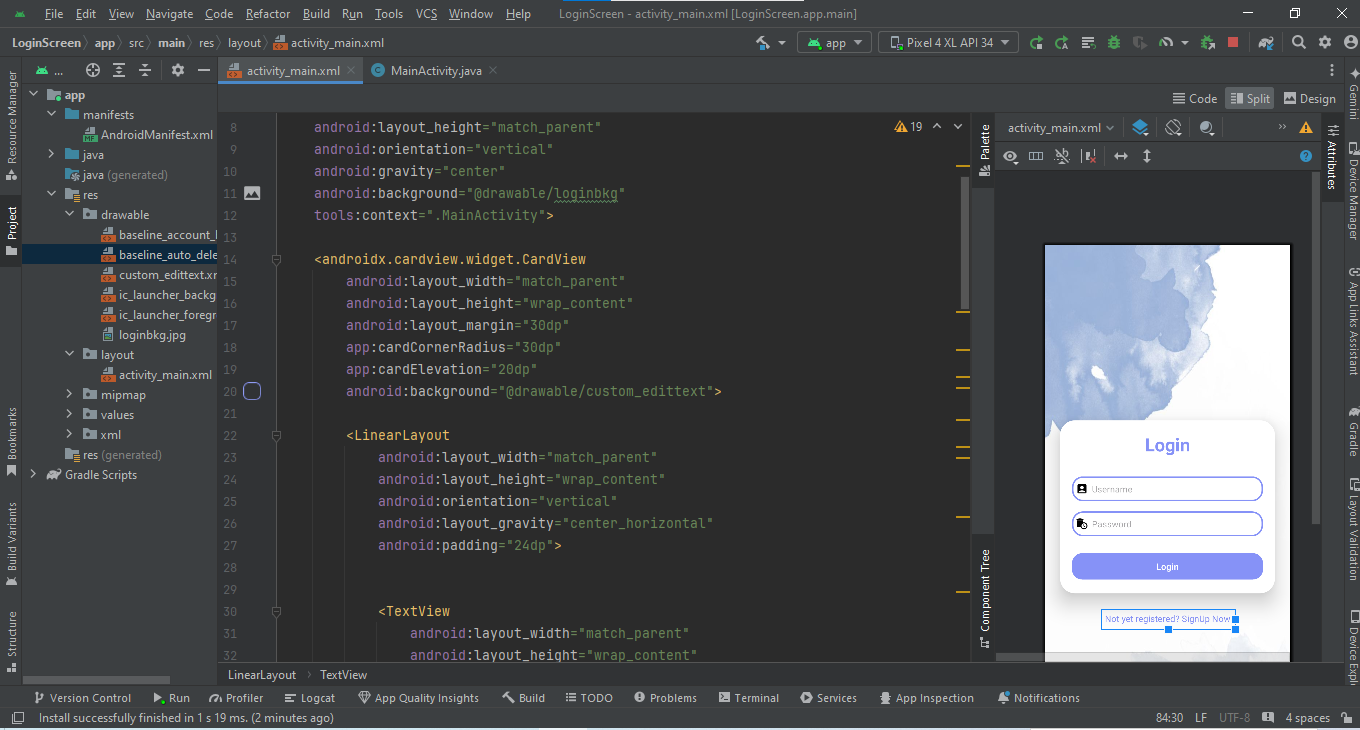 File Edit View Navigate Code Refactor Build Run Tools VCS Window Help LoginScreen - activity_main.xml [LoginScreen.app.main]
LoginScreen app src main res layout activity_main.xml app Pixel 4 XL API 34
... activity_main.xml MainActivity.java
Code Split Design
Resource Manager
Project
Bookmarks
Build Variants
Structure
app
manifests
AndroidManifest.xml
java
java (generated)
res
drawable
baseline_account_
baseline_auto_dele
custom_edittext.xr
ic_launcher_backg
ic_launcher_foregr
loginbkg.jpg
layout
activity_main.xml
mipmap
values
xml
res (generated)
Gradle Scripts
8 android:layout_height="match_parent"
9 android:orientation="vertical"
10 android:gravity="center"
11 android:background="@drawable/loginbkg"
12 tools:context=".MainActivity">
13
14 <androidx.cardview.widget.CardView
15 android:layout_width="match_parent"
16 android:layout_height="wrap_content"
17 android:layout_margin="30dp"
18 app:cardCornerRadius="30dp"
19 app:cardElevation="20dp"
20 android:background="@drawable/custom_edittext">
21
22 <LinearLayout
23 android:layout_width="match_parent"
24 android:layout_height="wrap_content"
25 android:orientation="vertical"
26 android:layout_gravity="center_horizontal"
27 android:padding="24dp">
28
29
30 <TextView
31 android:layout_width="match_parent"
32 android:layout_height="wrap_content"
19
Palette
Component Tree
activity_main.xml
Login
Username
Password
Login
Not yet registered? SignUp Now
Attributes
Gemini
Device Manager
App Links Assistant
Gradle
Layout Validation
Device Expl
LinearLayout TextView
Version Control Run Profiler Logcat App Quality Insights Build TODO Problems Terminal Services App Inspection Notifications
Install successfully finished in 1 s 19 ms. (2 minutes ago) 84:30 LF UTF-8 4 spaces